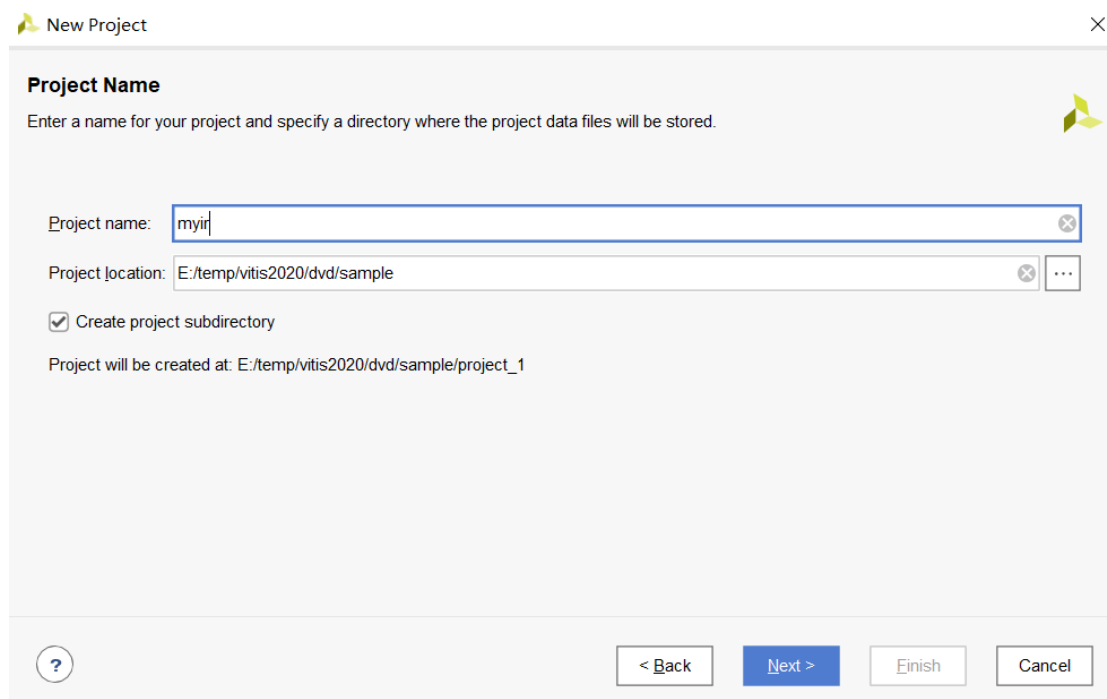 New Project
Project Name
Enter a name for your project and specify a directory where the project data files will be stored.
Project name: myir
Project location: E:/temp/vitis2020/dvd/sample ...
Create project subdirectory
Project will be created at: E:/temp/vitis2020/dvd/sample/project_1
? < Back Next > Finish Cancel